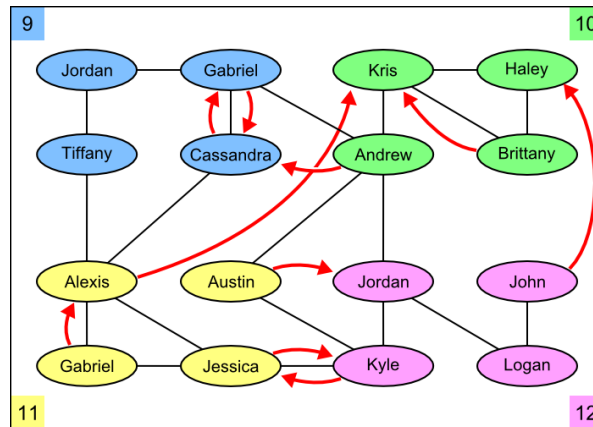 9 10
Jordan Gabriel Kris Haley
Tiffany Cassandra Andrew Brittany
Alexis Austin Jordan John
Gabriel Jessica Kyle Logan
11 12